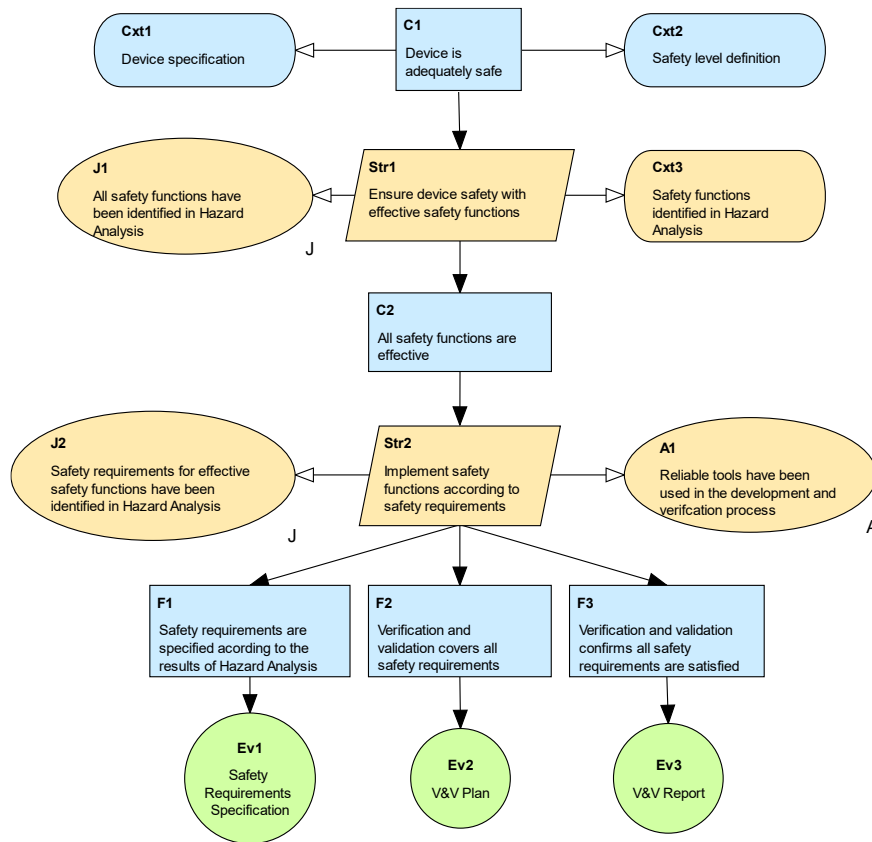 Cxt1
Device specification
C1
Device is
adequately safe
Cxt2
Safety level definition
J1
All safety functions have
been identified in Hazard
Analysis
J
Str1
Ensure device safety with
effective safety functions
Cxt3
Safety functions
identified in Hazard
Analysis
C2
All safety functions are
effective
J2
Safety requirements for effective
safety functions have been
identified in Hazard Analysis
J
Str2
Implement safety
functions according to
safety requirements
A1
Reliable tools have been
used in the development and
verifcation process
A
F1
Safety requirements are
specified acording to the
results of Hazard Analysis
F2
Verification and
validation covers all
safety requirements
F3
Verification and validation
confirms all safety
requirements are satisfied
Ev1
Safety
Requirements
Specification
Ev2
V&V Plan
Ev3
V&V Report